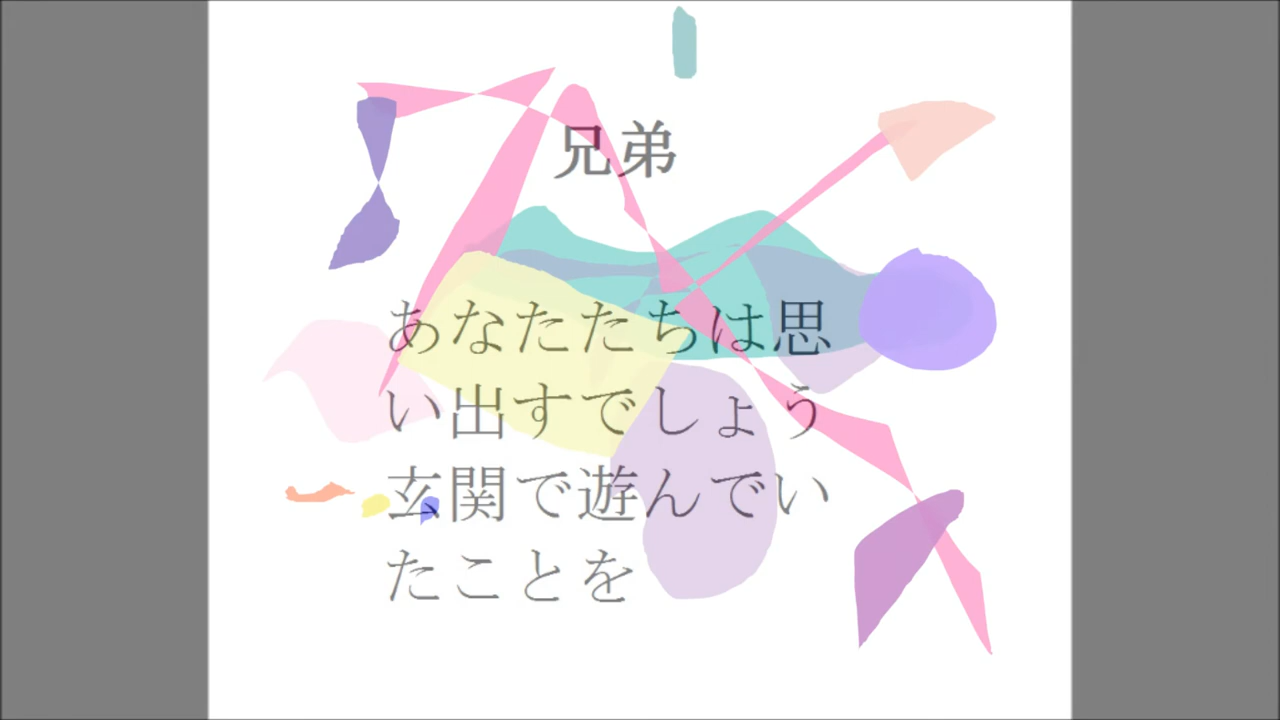 兄弟
あなたたちは思
い出すでしょう
玄関で遊んでい
たことを